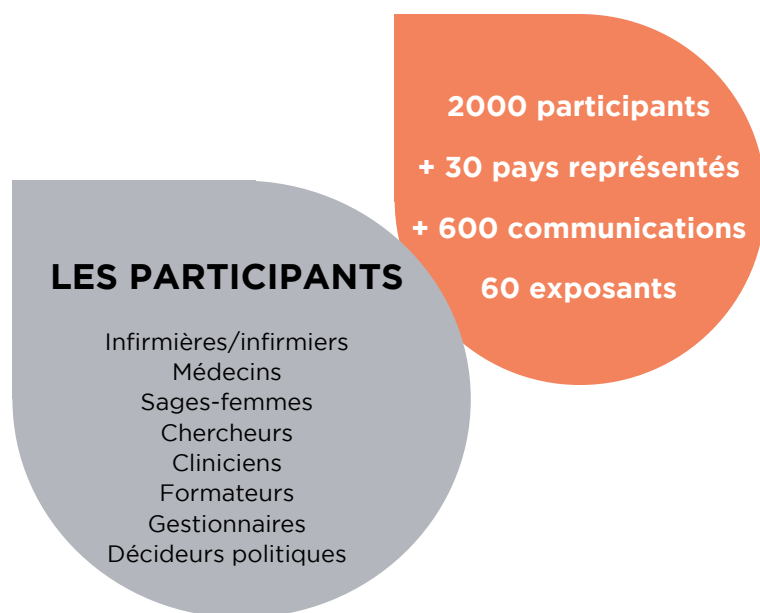 2000 participants
+ 30 pays représentés
+ 600 communications
60 exposants
LES PARTICIPANTS
Infirmières/infirmiers
Médecins
Sages-femmes
Chercheurs
Cliniciens
Formateurs
Gestionnaires
Décideurs politiques